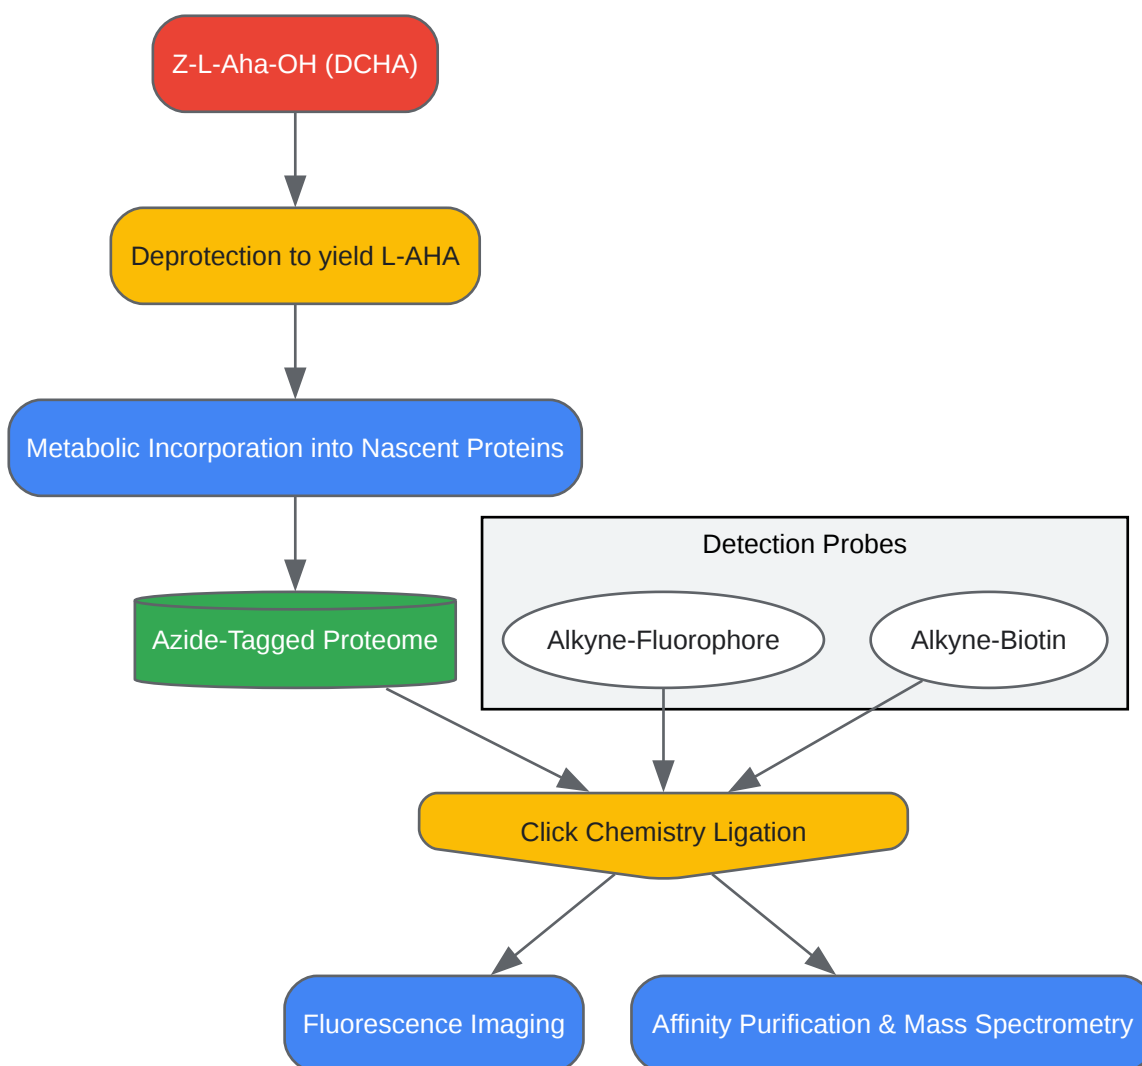 Z-L-Aha-OH (DCHA)
Deprotection to yield L-AHA
Metabolic Incorporation into Nascent Proteins
Detection Probes
Azide-Tagged Proteome
Alkyne-Fluorophore
Alkyne-Biotin
Click Chemistry Ligation
Fluorescence Imaging
Affinity Purification & Mass Spectrometry